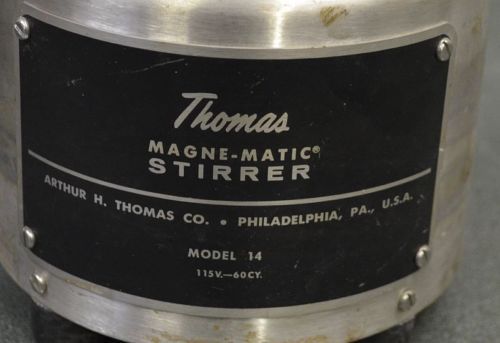 Thomas
MAGNE-MATIC®
STIRRER
ARTHUR H. THOMAS CO. • PHILADELPHIA, PA., U.S.A.
MODEL 14
115V.—60CY.